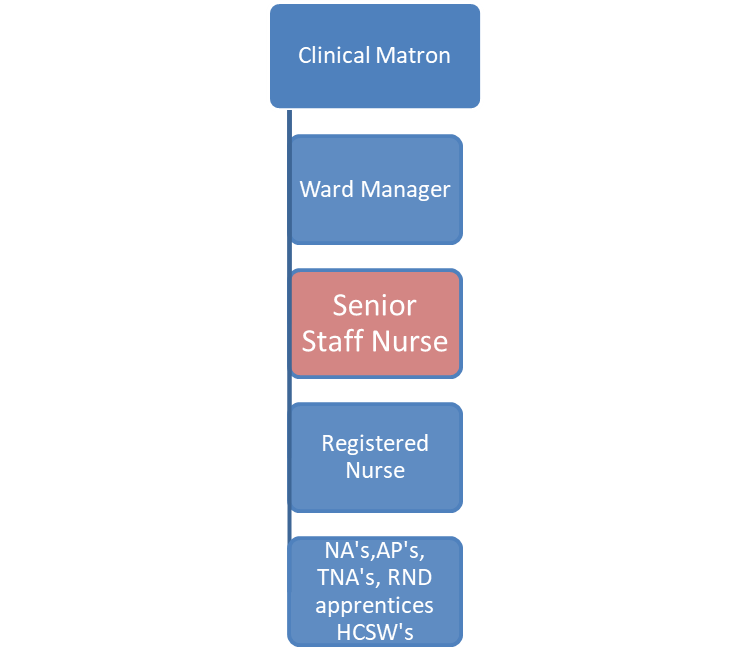 Clinical Matron
Ward Manager
Senior
Staff Nurse
Registered
Nurse
NA's,AP's,
TNA's, RND
apprentices
HCSW's